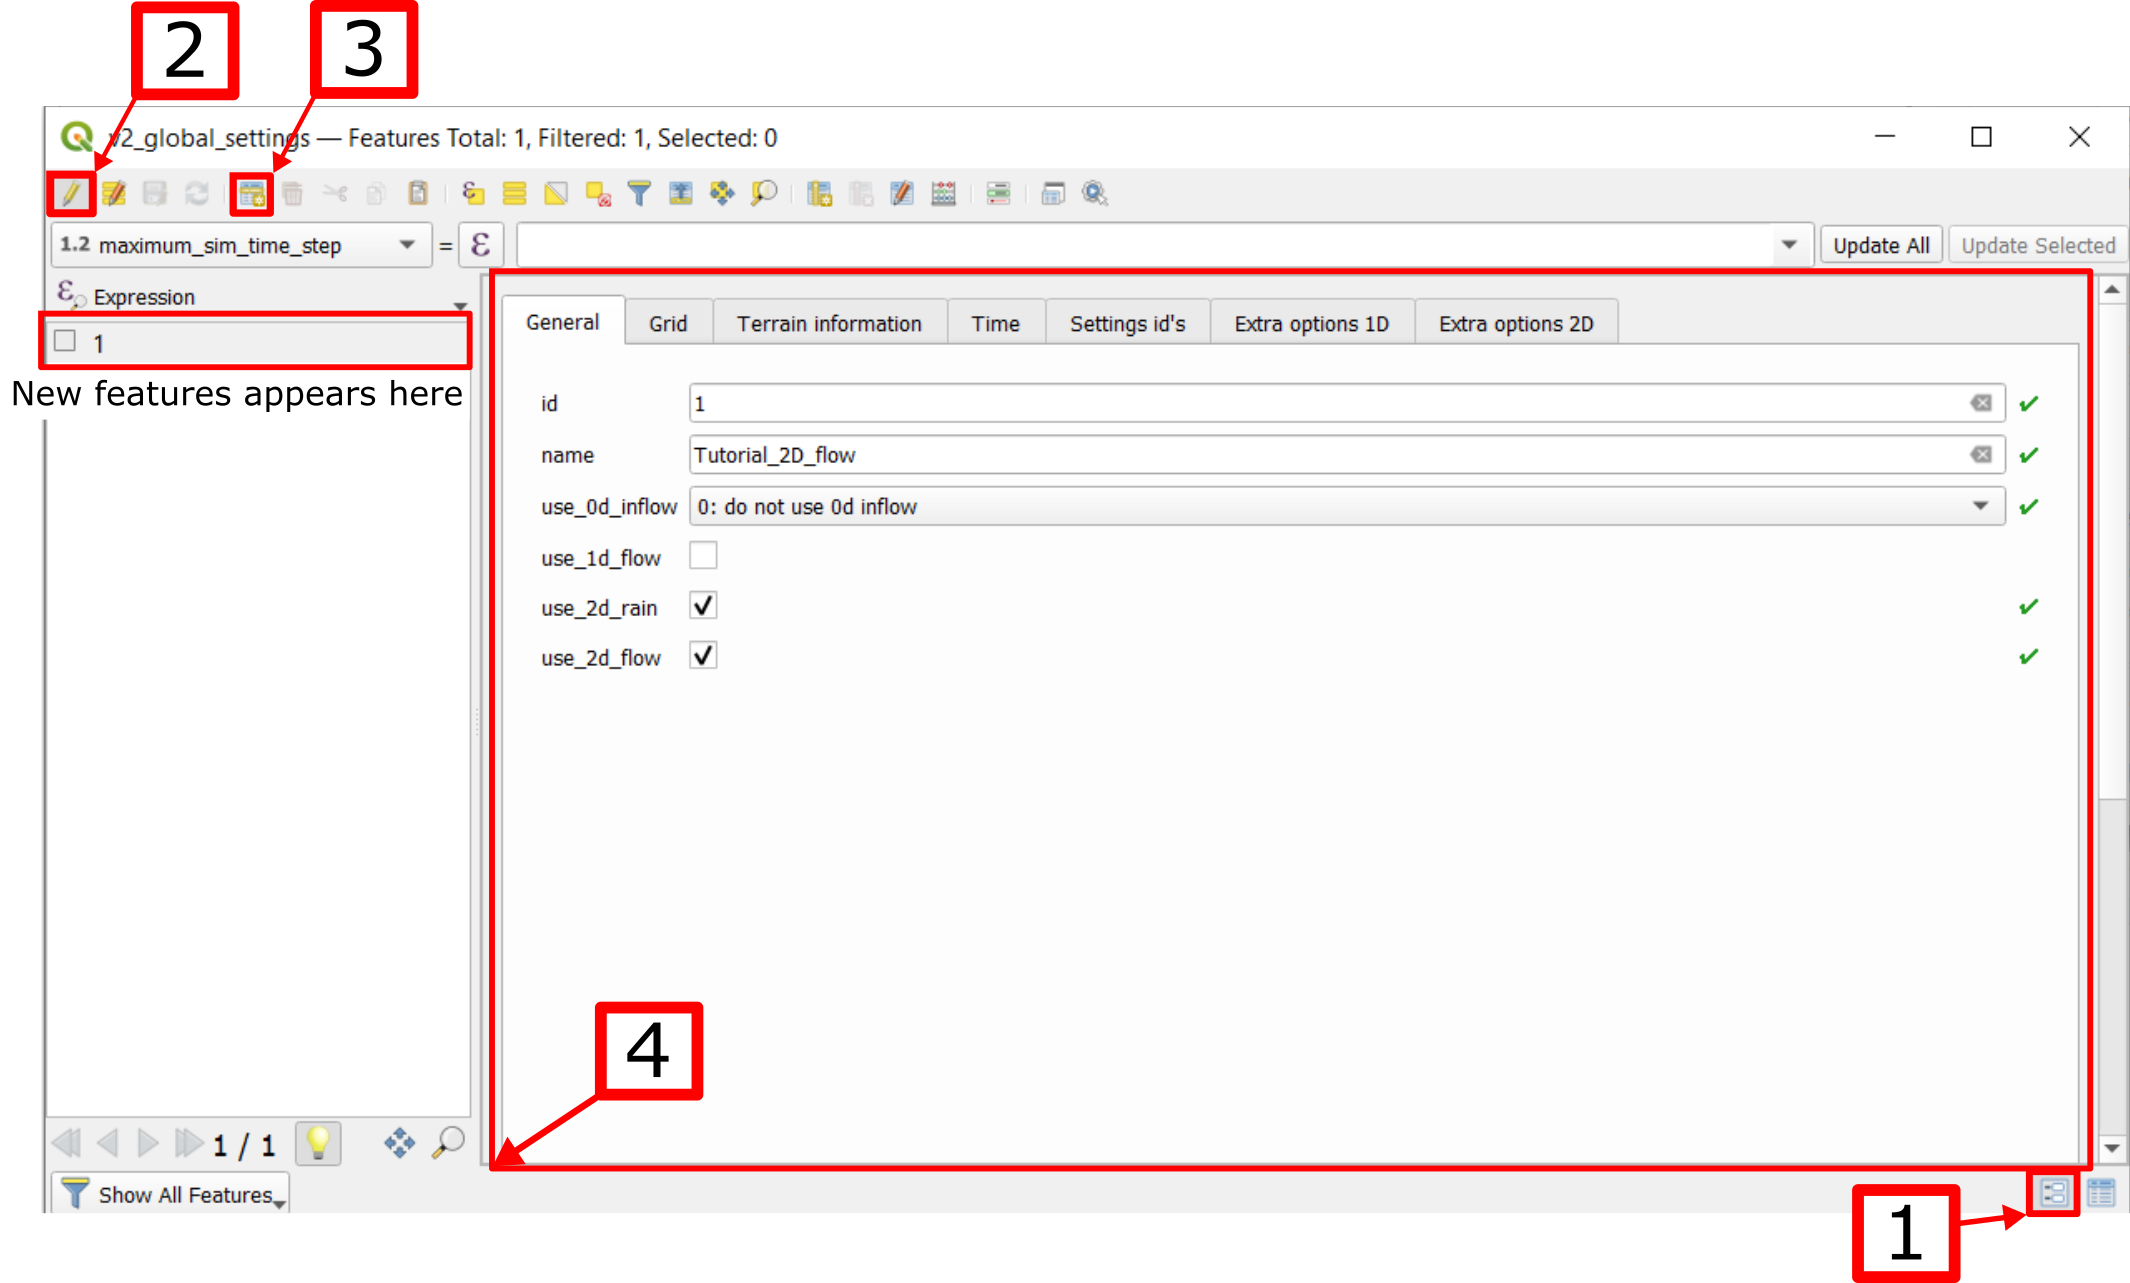 2
3
v2_global_settings — Features Total: 1, Filtered: 1, Selected: 0
1.2 maximum_sim_time_step = ε Update All Update Selected
Expression
1
New features appears here
General Grid Terrain information Time Settings id's Extra options 1D Extra options 2D
id 1
name Tutorial_2D_flow
use_0d_inflow 0: do not use 0d inflow
use_1d_flow
use_2d_rain
use_2d_flow
4
1 / 1
Show All Features
1